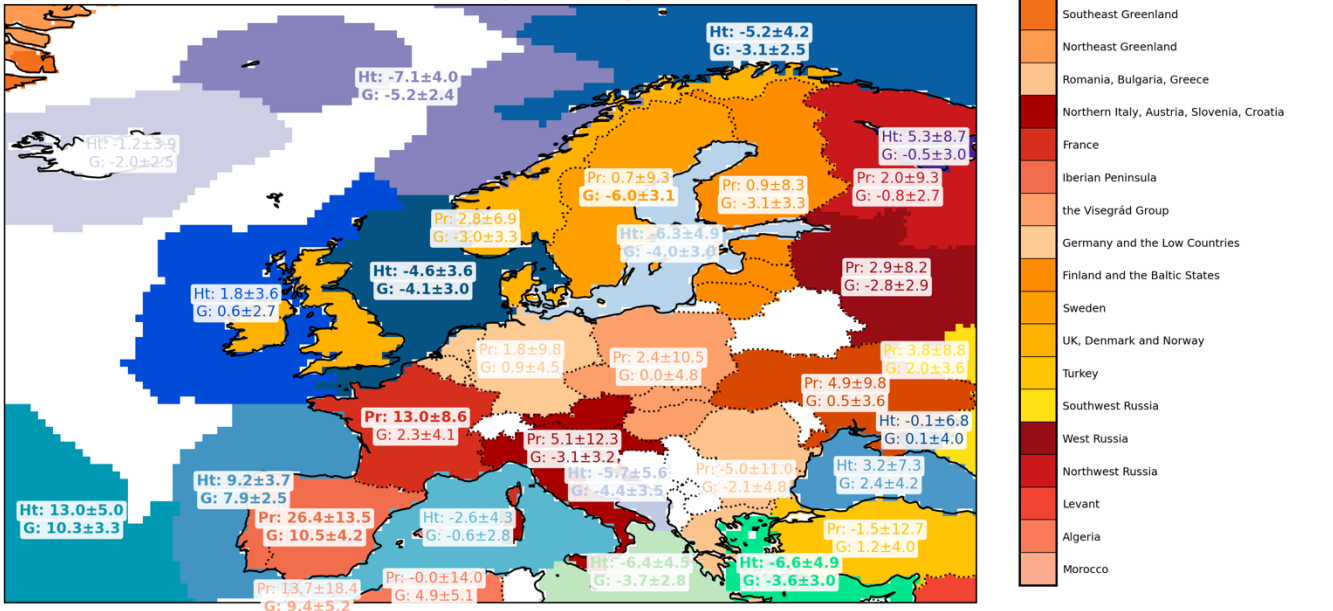 Ht: -5.2±4.2
G: -3.1±2.5
Ht: -7.1±4.0
G: -5.2±2.4
Ht: -1.2±3.9
G: -2.0±2.5
Ht: 5.3±8.7
G: -0.5±3.0
Pr: 0.7±9.3
G: -6.0±3.1
Pr: 0.9±8.3
G: -3.1±3.3
Pr: 2.0±9.3
G: -0.8±2.7
Pr: 2.8±6.9
G: -3.0±3.3
Ht: -6.3±4.9
G: -4.0±3.0
Ht: -4.6±3.6
G: -4.1±3.0
Pr: 2.9±8.2
G: -2.8±2.9
Ht: 1.8±3.6
G: 0.6±2.7
Pr: 1.8±9.8
G: 0.9±4.5
Pr: 2.4±10.5
G: 0.0±4.8
Pr: 3.8±8.8
G: 2.0±3.6
Pr: 4.9±9.8
G: 0.5±3.6
Pr: 13.0±8.6
G: 2.3±4.1
Ht: -0.1±6.8
G: 0.1±4.0
Pr: 5.1±12.3
G: -3.1±3.2
Ht: -5.7±5.6
G: -4.4±3.5
Pr: -5.0±11.0
G: -2.1±4.8
Ht: 3.2±7.3
G: 2.4±4.2
Ht: 9.2±3.7
G: 7.9±2.5
Ht: 13.0±5.0
G: 10.3±3.3
Pr: 26.4±13.5
G: 10.5±4.2
Ht: -2.6±4.3
G: -0.6±2.8
Pr: -1.5±12.7
G: 1.2±4.0
Ht: -6.4±4.5
G: -3.7±2.8
Ht: -6.6±4.9
G: -3.6±3.0
Pr: 13.7±18.4
G: 9.4±5.2
Pr: -0.0±14.0
G: 4.9±5.1
Southeast Greenland
Northeast Greenland
Romania, Bulgaria, Greece
Northern Italy, Austria, Slovenia, Croatia
France
Iberian Peninsula
the Visegrád Group
Germany and the Low Countries
Finland and the Baltic States
Sweden
UK, Denmark and Norway
Turkey
Southwest Russia
West Russia
Northwest Russia
Levant
Algeria
Morocco